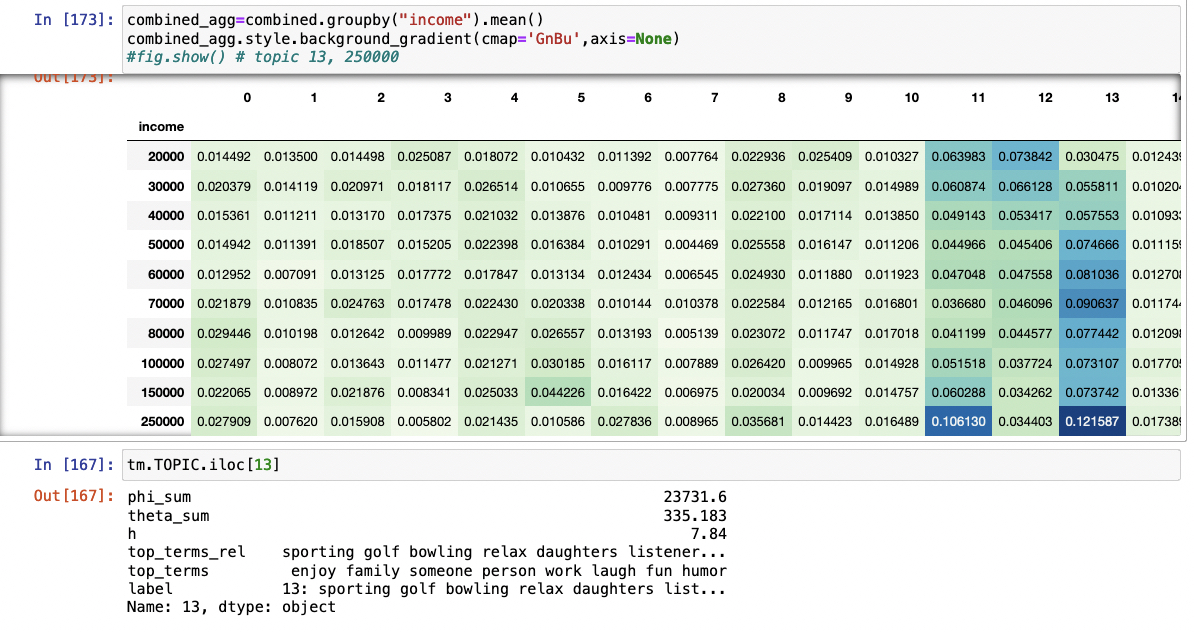 In [173]: combined_agg=combined.groupby("income").mean()
combined_agg.style.background_gradient(cmap='GnBu',axis=None)
#fig.show() # topic 13, 250000
Out[173]:
0 1 2 3 4 5 6 7 8 9 10 11 12 13
income
20000 0.014492 0.013500 0.014498 0.025087 0.018072 0.010432 0.011392 0.007764 0.022936 0.025409 0.010327 0.063983 0.073842 0.030475 0.01243
30000 0.020379 0.014119 0.020971 0.018117 0.026514 0.010655 0.009776 0.007775 0.027360 0.019097 0.014989 0.060874 0.066128 0.055811 0.01020
40000 0.015361 0.011211 0.013170 0.017375 0.021032 0.013876 0.010481 0.009311 0.022100 0.017114 0.013850 0.049143 0.053417 0.057553 0.01093
50000 0.014942 0.011391 0.018507 0.015205 0.022398 0.016384 0.010291 0.004469 0.025558 0.016147 0.011206 0.044966 0.045406 0.074666 0.01115
60000 0.012952 0.007091 0.013125 0.017772 0.017847 0.013134 0.012434 0.006545 0.024930 0.011880 0.011923 0.047048 0.047558 0.081036 0.01270
70000 0.021879 0.010835 0.024763 0.017478 0.022430 0.020338 0.010144 0.010378 0.022584 0.012165 0.016801 0.036680 0.046096 0.090637 0.01174
80000 0.029446 0.010198 0.012642 0.009989 0.022947 0.026557 0.013193 0.005139 0.023072 0.011747 0.017018 0.041199 0.044577 0.077442 0.01209
100000 0.027497 0.008072 0.013643 0.011477 0.021271 0.030185 0.016117 0.007889 0.026420 0.009965 0.014928 0.051518 0.037724 0.073107 0.01770
150000 0.022065 0.008972 0.021876 0.008341 0.025033 0.044226 0.016422 0.006975 0.020034 0.009692 0.014757 0.060288 0.034262 0.073742 0.01336
250000 0.027909 0.007620 0.015908 0.005802 0.021435 0.010586 0.027836 0.008965 0.035681 0.014423 0.016489 0.106130 0.034403 0.121587 0.01738
In [167]: tm.TOPIC.iloc[13]
Out[167]: phi_sum 23731.6
theta_sum 335.183
h 7.84
top_terms_rel sporting golf bowling relax daughters listener...
top_terms enjoy family someone person work laugh fun humor
label 13: sporting golf bowling relax daughters list...
Name: 13, dtype: object